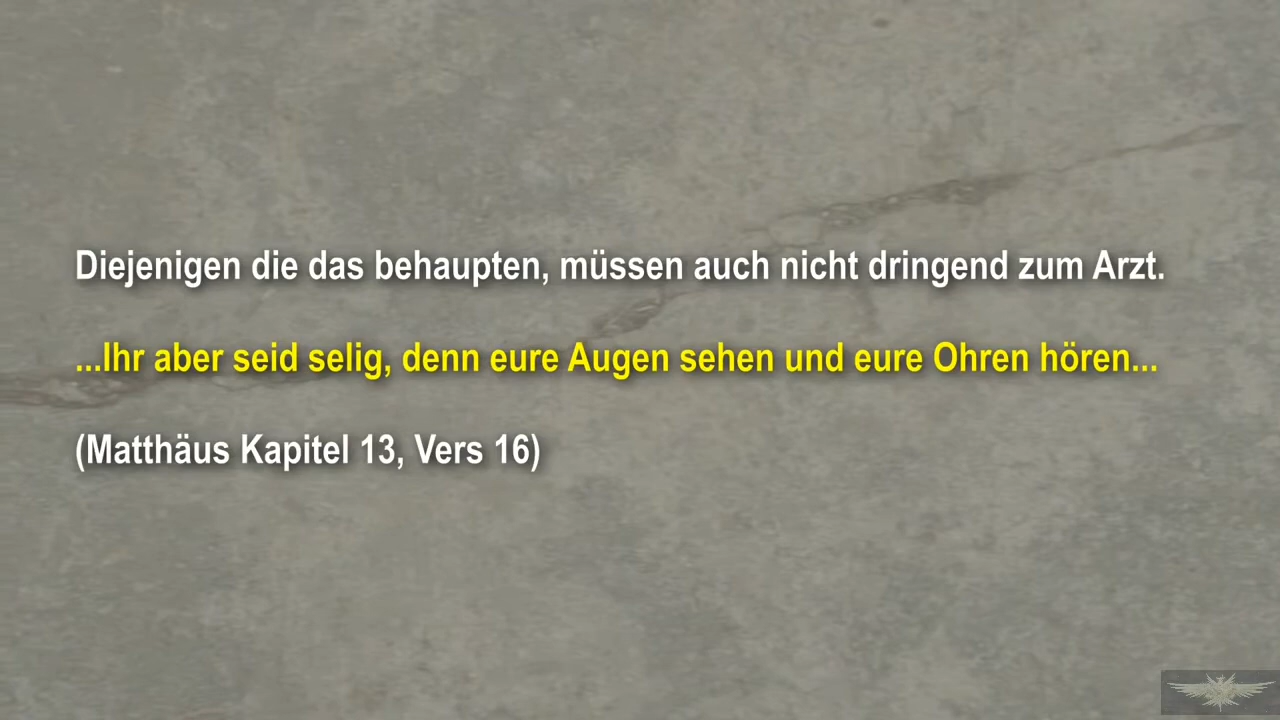 Diejenigen die das behaupten, müssen auch nicht dringend zum Arzt.
...Ihr aber seid selig, denn eure Augen sehen und eure Ohren hören...
(Matthäus Kapitel 13, Vers 16)